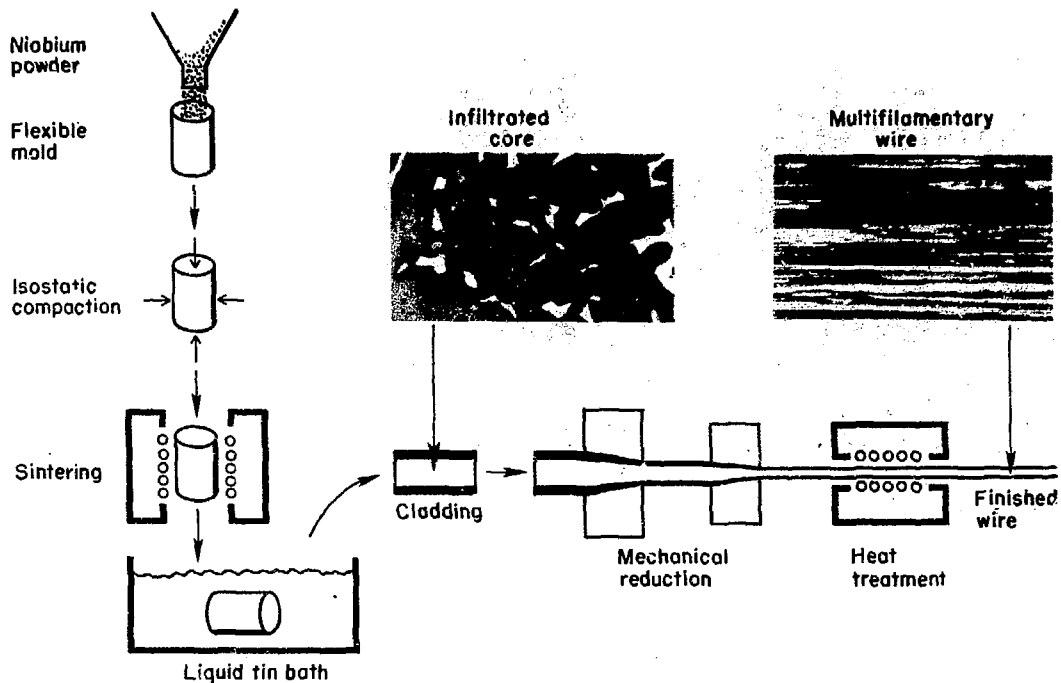 Niobium
powder
Flexible
mold
Isostatic
compaction
Sintering
Liquid tin bath
Infiltrated
core
Cladding
Mechanical
reduction
Multifilamentary
wire
Heat
treatment
Finished
wire